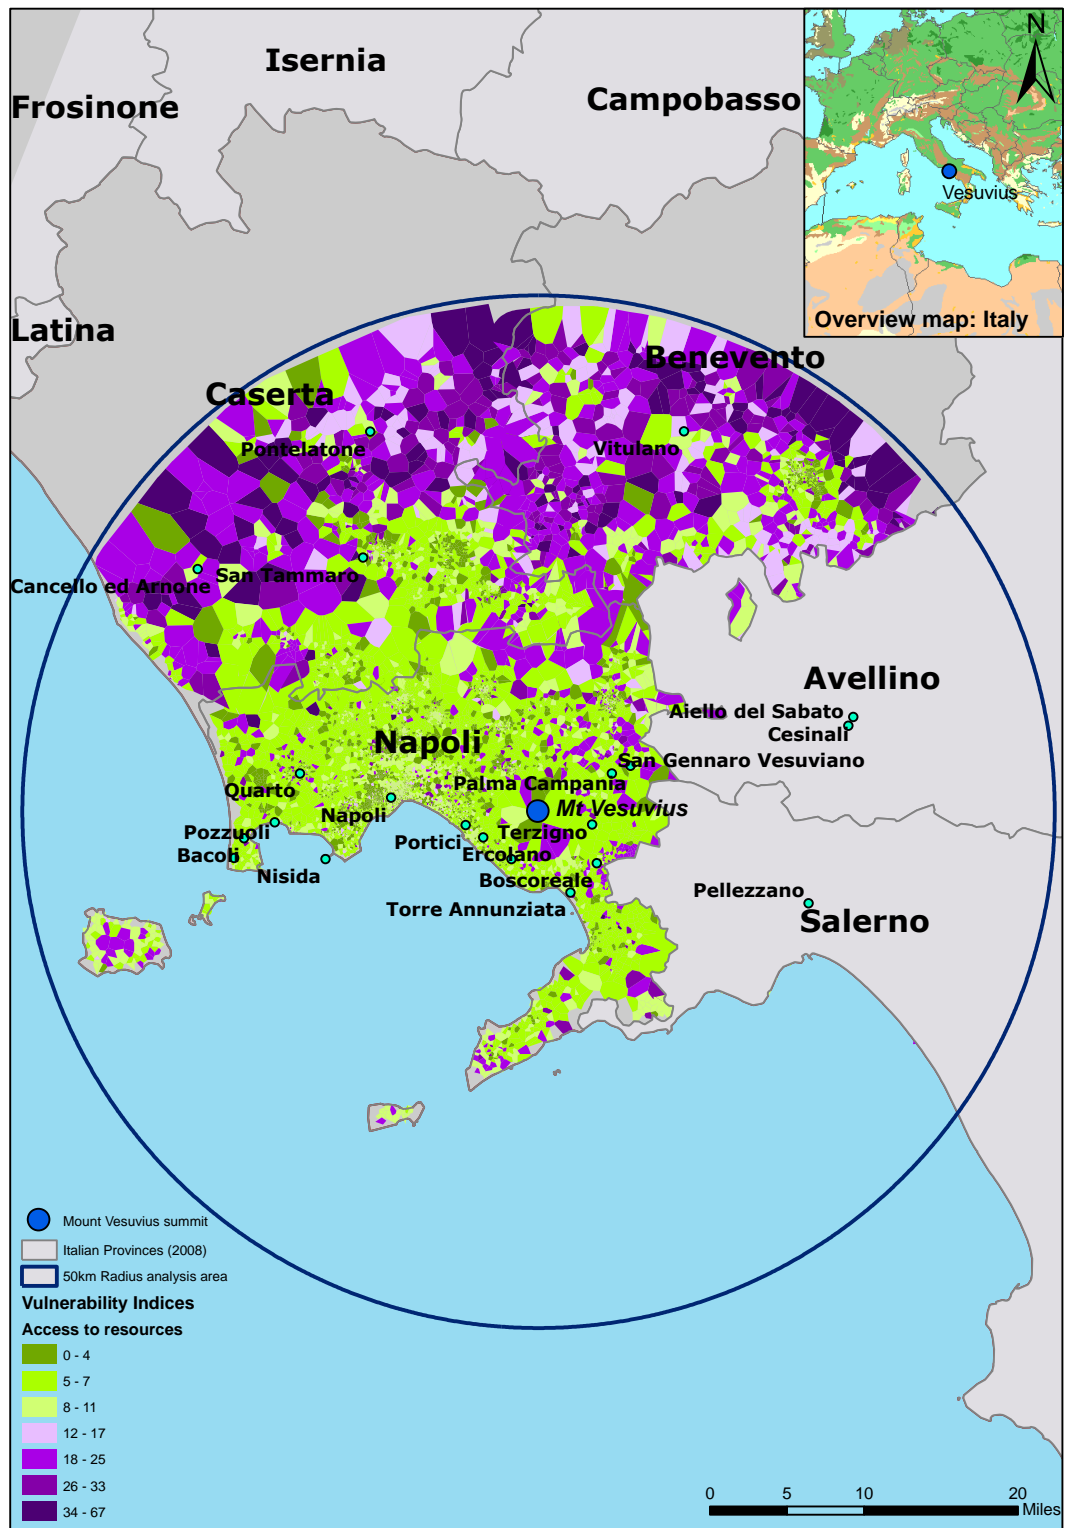 N
Isernia
Campobasso
Frosinone
Vesuvius
Overview map: Italy
Latina
Benevento
Caserta
Pontelatone
Vitulano
San Tammaro
Cancello ed Arnone
Avellino
Aiello del Sabato
Cesinali
Napoli
San Gennaro Vesuviano
Palma Campania
Quarto
Mt Vesuvius
Napoli
Pozzuoli
Terzigno
Portici
Bacoli
Ercolano
Nisida
Boscoreale
Pellezzano
Torre Annunziata
Salerno
Mount Vesuvius summit
Italian Provinces (2008)
50km Radius analysis area
Vulnerability Indices
Access to resources
0 - 4
5 - 7
8 - 11
12 - 17
18 - 25
26 - 33
34 - 67
0 5 10 20
Miles